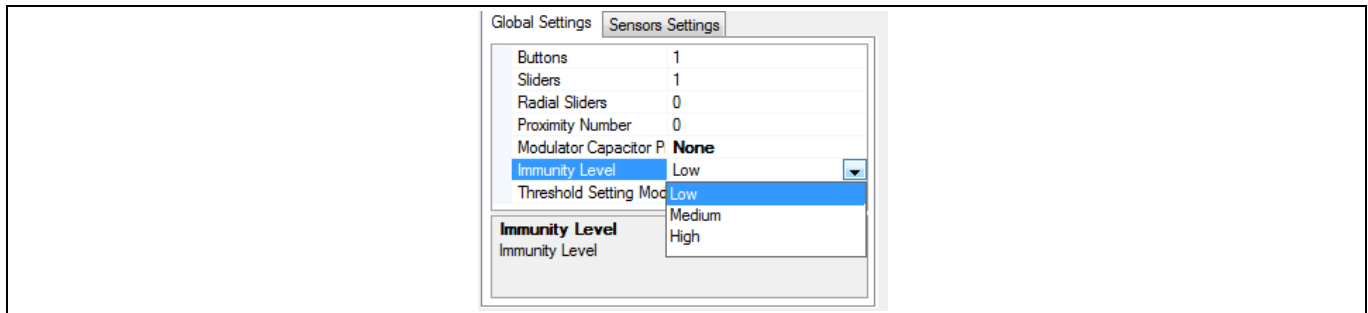 Global Settings Sensors Settings
Buttons 1
Sliders 1
Radial Sliders 0
Proximity Number 0
Modulator Capacitor P None
Immunity Level Low
Threshold Setting Mod Low
Medium
High
Immunity Level
Immunity Level